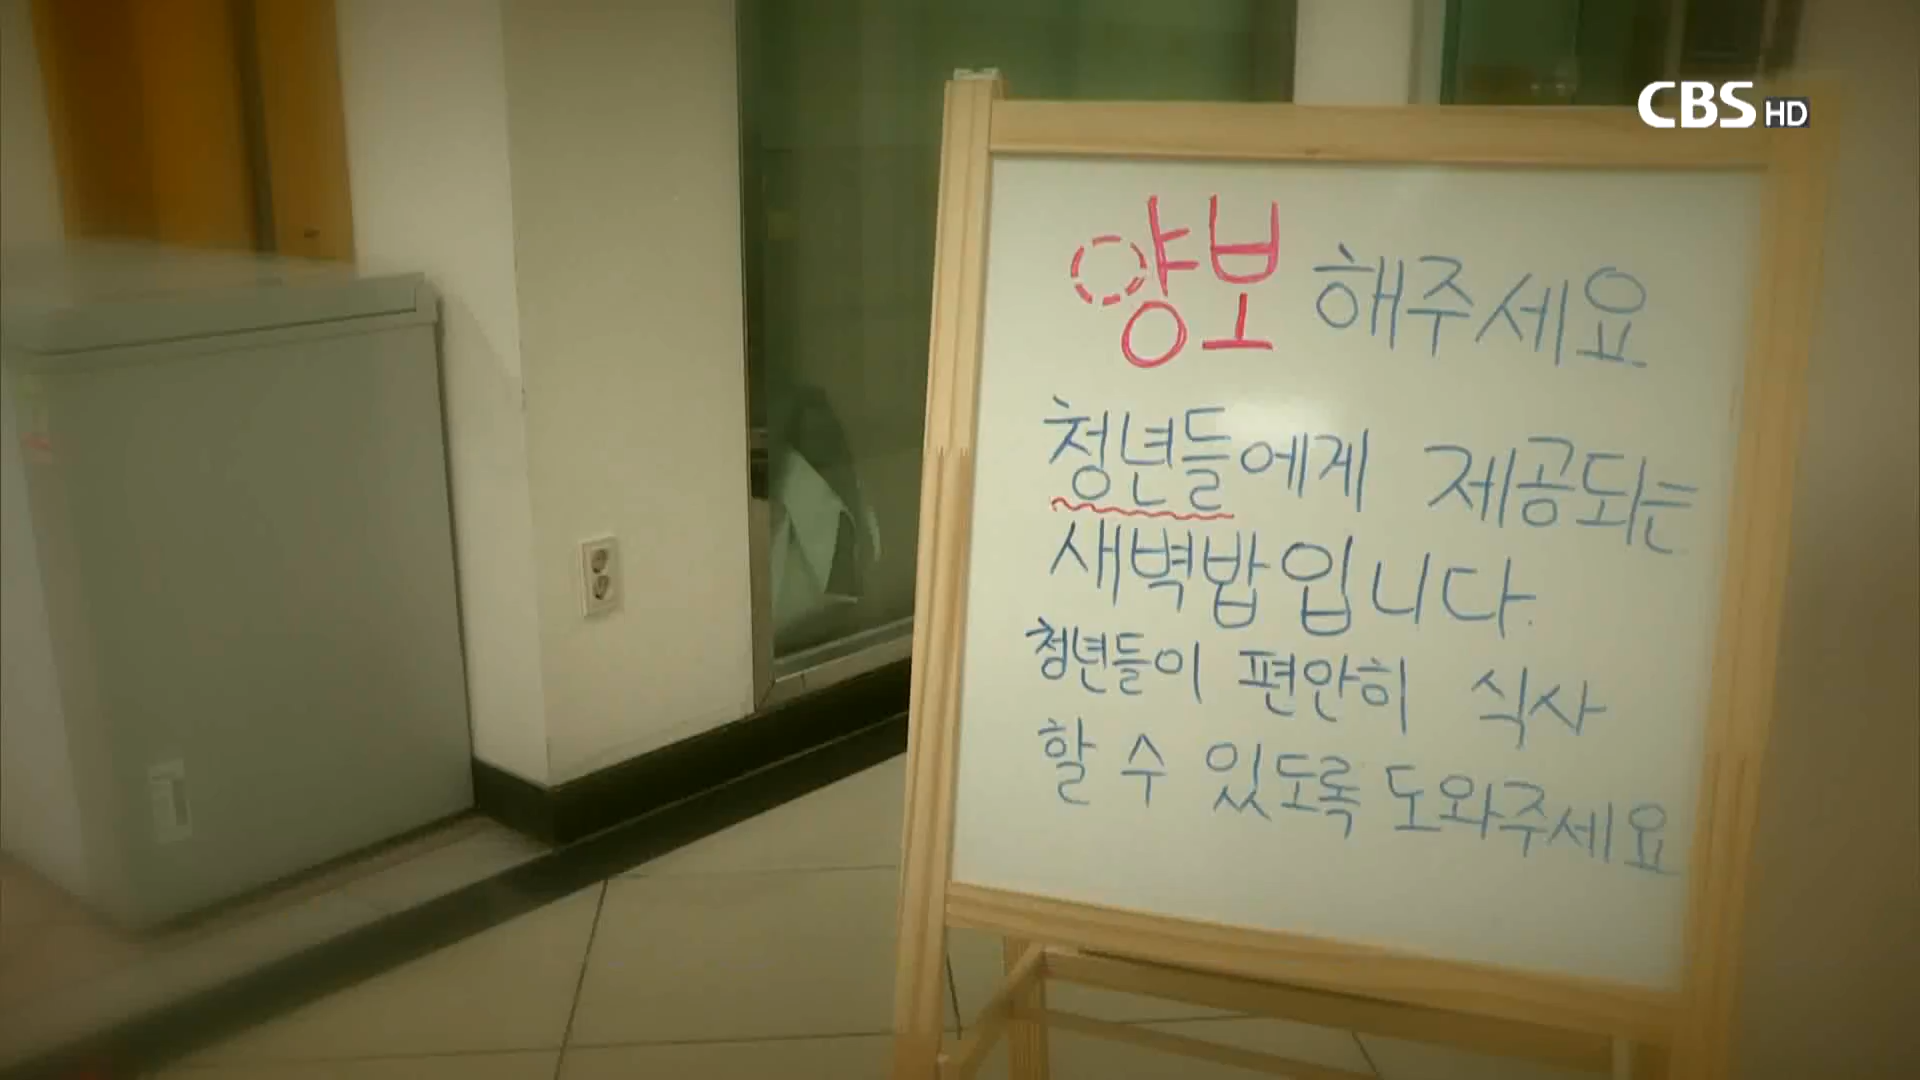 CBS HD
양보 해주세요
청년들에게 제공되는
새벽밥입니다.
청년들이 편안히 식사
할 수 있도록 도와주세요